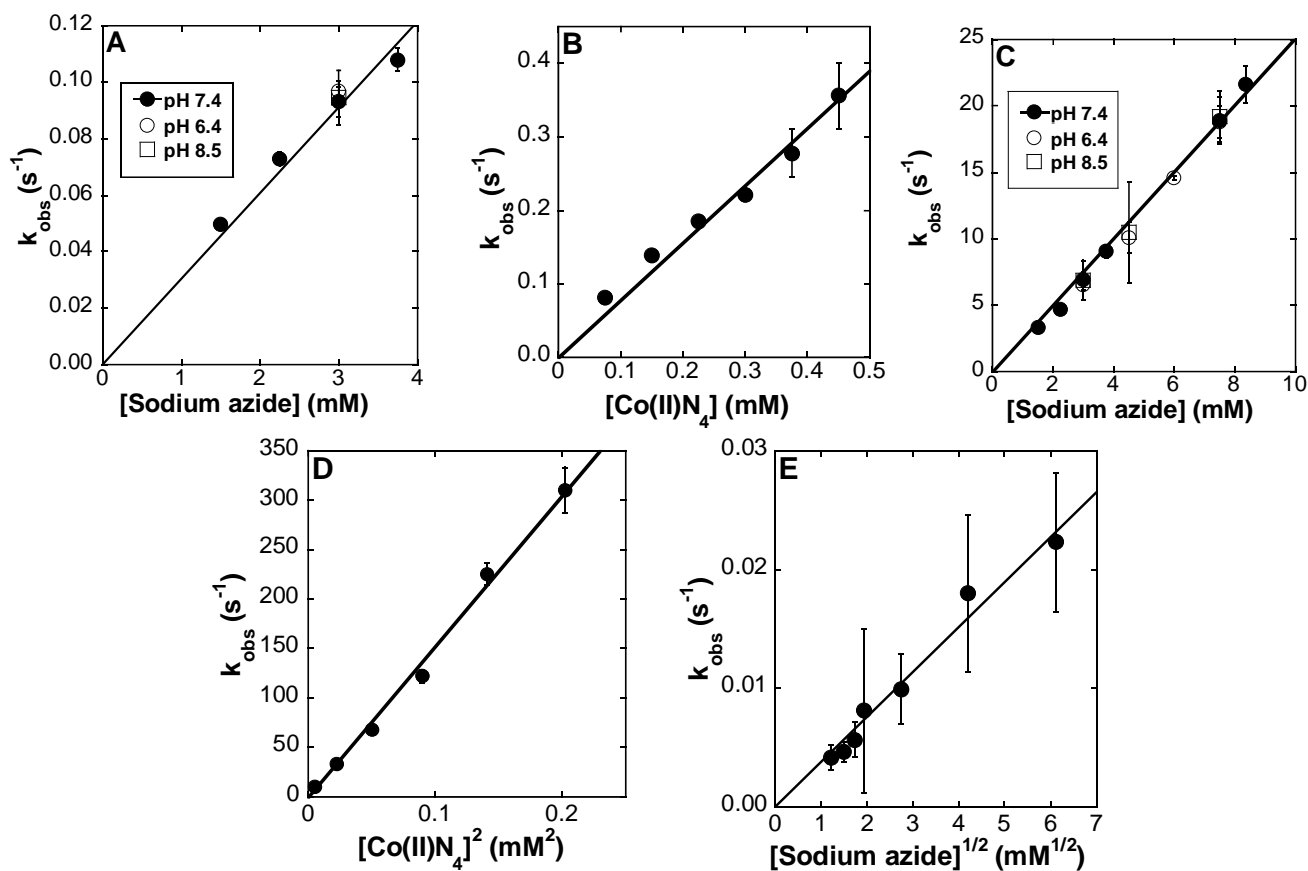 A
0.12
0.10
0.08
0.06
0.04
0.02
0.00
k_obs (s^-1)
pH 7.4
pH 6.4
pH 8.5
0 1 2 3 4
[Sodium azide] (mM)
B
0.4
0.3
0.2
0.1
0.0
k_obs (s^-1)
0 0.1 0.2 0.3 0.4 0.5
[Co(II)N_4] (mM)
C
25
20
15
10
5
0
k_obs (s^-1)
pH 7.4
pH 6.4
pH 8.5
0 2 4 6 8 10
[Sodium azide] (mM)
D
350
300
250
200
150
100
50
0
k_obs (s^-1)
0 0.1 0.2
[Co(II)N_4]^2 (mM^2)
E
0.03
0.02
0.01
0.00
k_obs (s^-1)
0 1 2 3 4 5 6 7
[Sodium azide]^1/2 (mM^1/2)